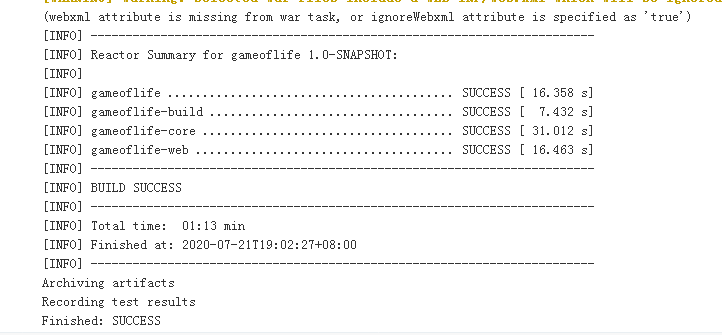 (webxml attribute is missing from war task, or ignoreWebxml attribute is specified as 'true')
[INFO] ------------------------------------------------------------------------
[INFO] Reactor Summary for gameoflife 1.0-SNAPSHOT:
[INFO]
[INFO] gameoflife ......................................... SUCCESS [ 16.358 s]
[INFO] gameoflife-build ................................... SUCCESS [  7.432 s]
[INFO] gameoflife-core .................................... SUCCESS [ 31.012 s]
[INFO] gameoflife-web ..................................... SUCCESS [ 16.463 s]
[INFO] ------------------------------------------------------------------------
[INFO] BUILD SUCCESS
[INFO] ------------------------------------------------------------------------
[INFO] Total time:  01:13 min
[INFO] Finished at: 2020-07-21T19:02:27+08:00
[INFO] ------------------------------------------------------------------------
Archiving artifacts
Recording test results
Finished: SUCCESS